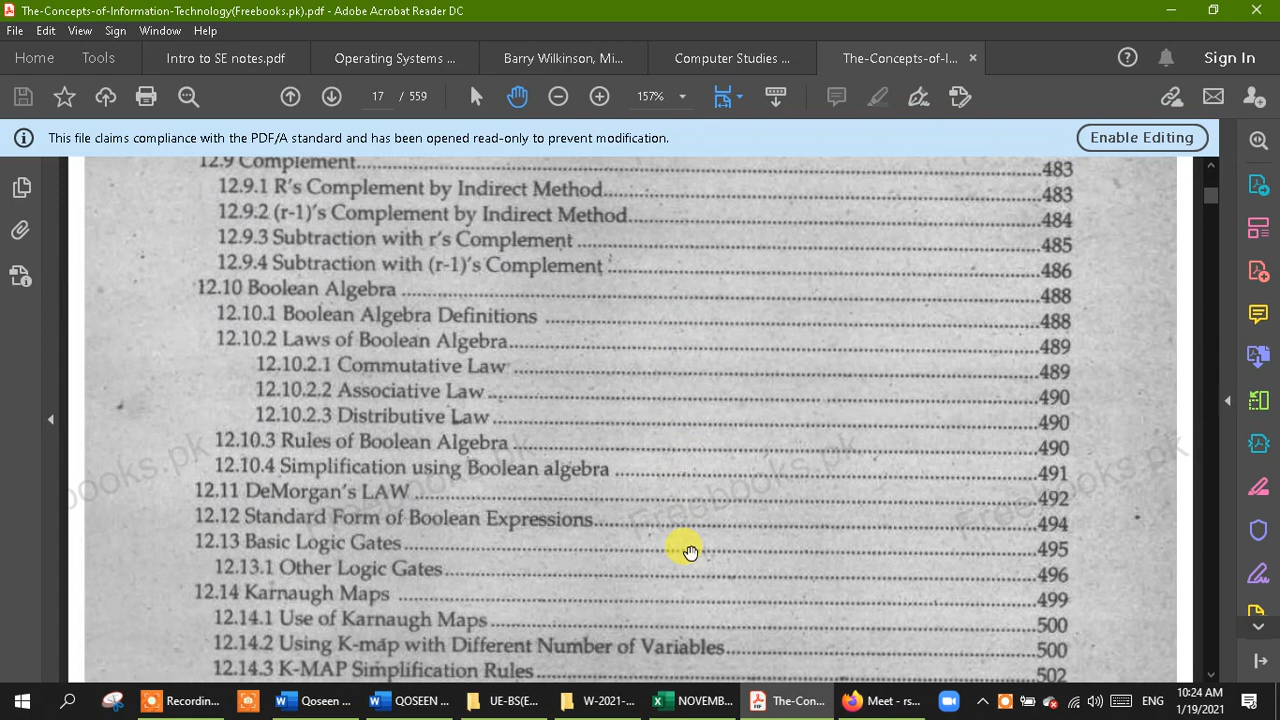 The-Concepts-of-Information-Technology(Freebooks.pk).pdf - Adobe Acrobat Reader DC
File Edit View Sign Window Help
Home Tools Intro to SE notes.pdf Operating Systems ... Barry Wilkinson, Mi... Computer Studies ... The-Concepts-of-I... Sign In
17 / 559 157%
This file claims compliance with the PDF/A standard and has been opened read-only to prevent modification. Enable Editing
12.9 Complement..........483
12.9.1 R's Complement by Indirect Method..........483
12.9.2 (r-1)'s Complement by Indirect Method..........484
12.9.3 Subtraction with r's Complement ..........485
12.9.4 Subtraction with (r-1)'s Complement ..........486
12.10 Boolean Algebra ..........488
12.10.1 Boolean Algebra Definitions ..........488
12.10.2 Laws of Boolean Algebra..........489
12.10.2.1 Commutative Law ..........489
12.10.2.2 Associative Law ..........490
12.10.2.3 Distributive Law ..........490
12.10.3 Rules of Boolean Algebra ..........490
12.10.4 Simplification using Boolean algebra ..........491
12.11 DeMorgan's LAW ..........492
12.12 Standard Form of Boolean Expressions..........494
12.13 Basic Logic Gates..........495
12.13.1 Other Logic Gates..........496
12.14 Karnaugh Maps ..........499
12.14.1 Use of Karnaugh Maps..........500
12.14.2 Using K-map with Different Number of Variables..........500
12.14.3 K-MAP Simplification Rules..........502
Freebooks.pk
Recordin... Qoseen ... QOSEEN ... UE-BS(E... W-2021-... NOVEMB... The-Con... Meet - rs... ENG 10:24 AM
1/19/2021